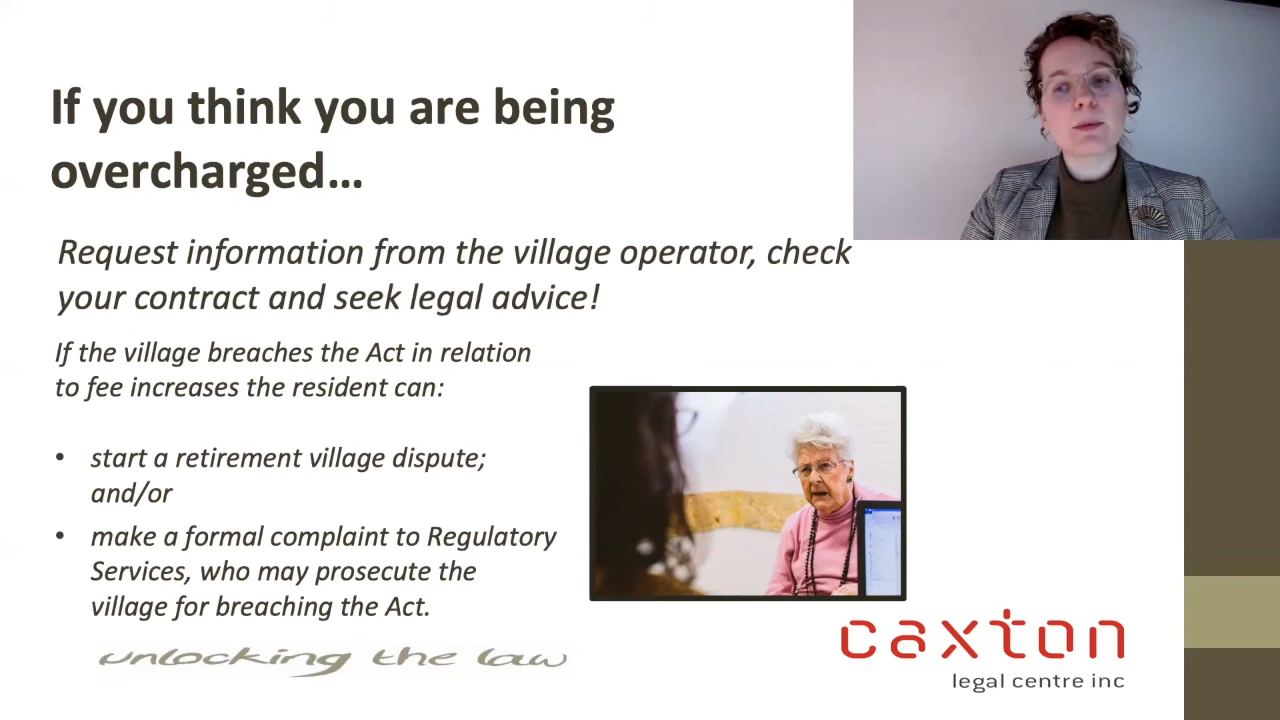 If you think you are being
overcharged…
Request information from the village operator, check
your contract and seek legal advice!
If the village breaches the Act in relation
to fee increases the resident can:
• start a retirement village dispute;
and/or
• make a formal complaint to Regulatory
Services, who may prosecute the
village for breaching the Act.
unlocking the law
caxton
legal centre inc